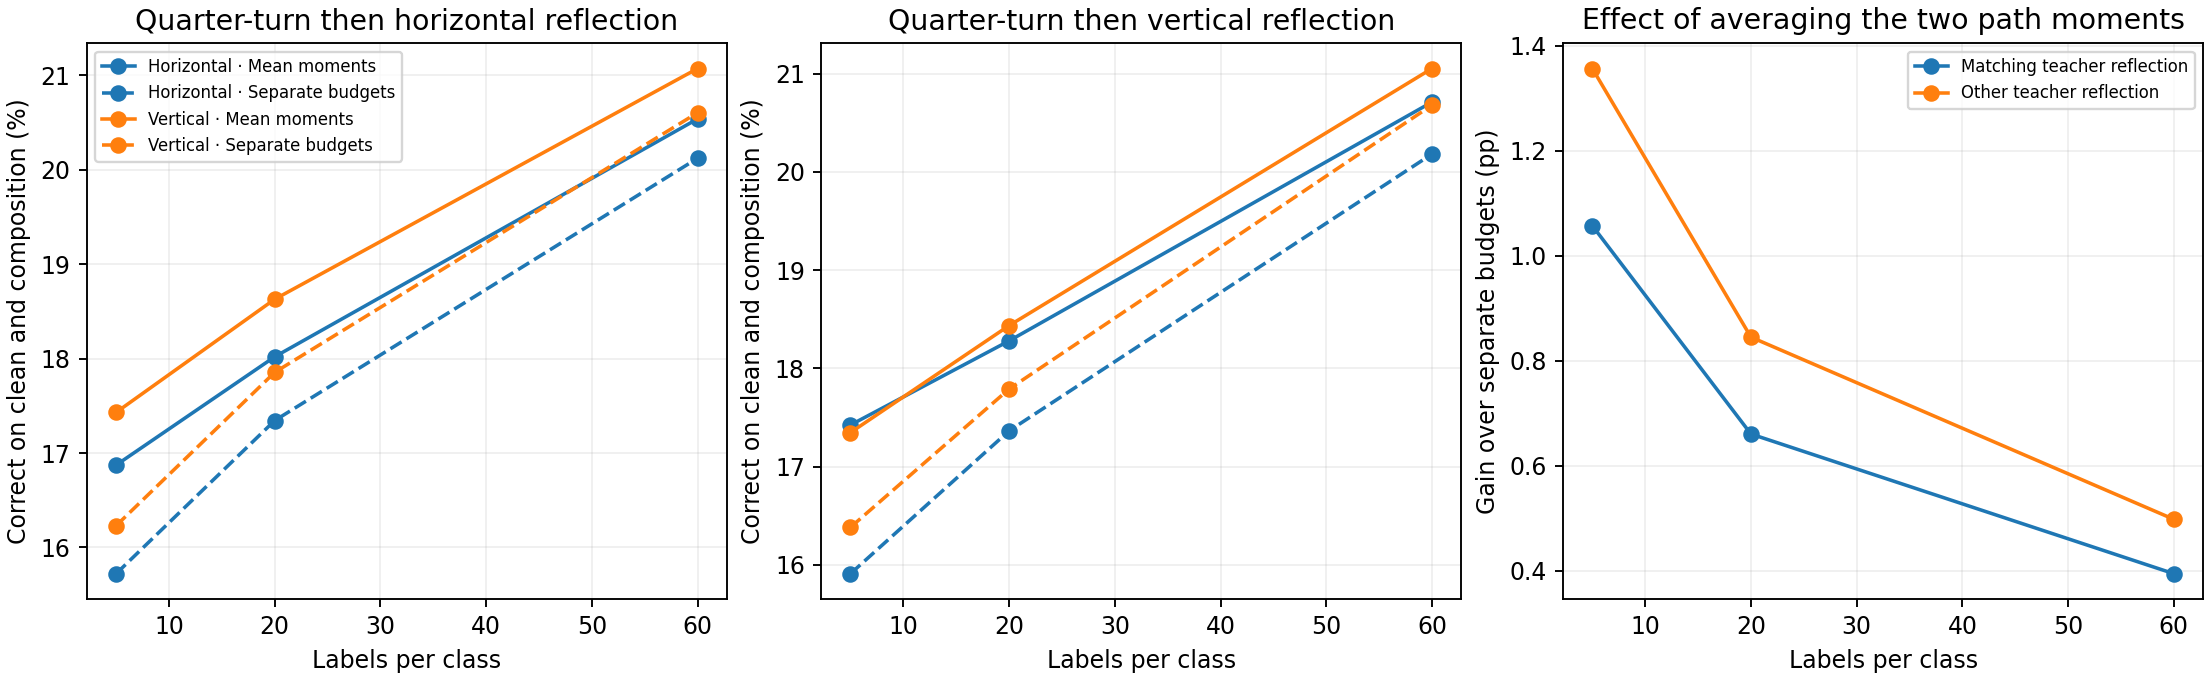 Quarter-turn then horizontal reflection
Correct on clean and composition (%)
21
20
19
18
17
16
Horizontal · Mean moments
Horizontal · Separate budgets
Vertical · Mean moments
Vertical · Separate budgets
10 20 30 40 50 60
Labels per class
Quarter-turn then vertical reflection
Correct on clean and composition (%)
21
20
19
18
17
16
10 20 30 40 50 60
Labels per class
Effect of averaging the two path moments
Gain over separate budgets (pp)
1.4
1.2
1.0
0.8
0.6
0.4
Matching teacher reflection
Other teacher reflection
10 20 30 40 50 60
Labels per class